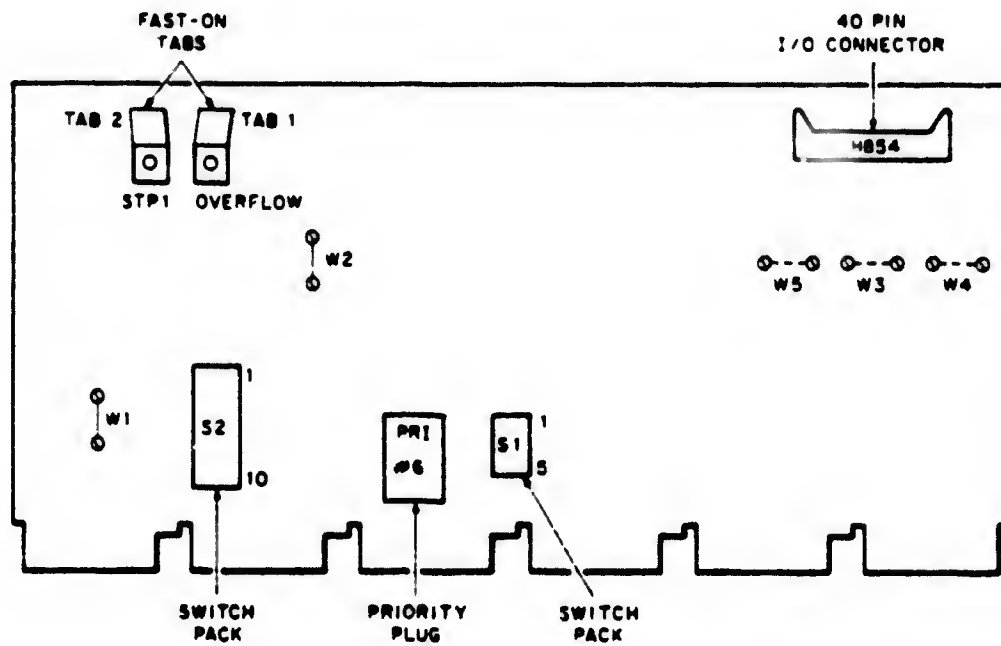 FAST-ON
TABS
40 PIN
I/O CONNECTOR
TAB 2
TAB 1
H854
STP1
OVERFLOW
W2
W5
W3
W4
W1
S2
1
10
PRI
#6
S1
1
5
SWITCH
PACK
PRIORITY
PLUG
SWITCH
PACK